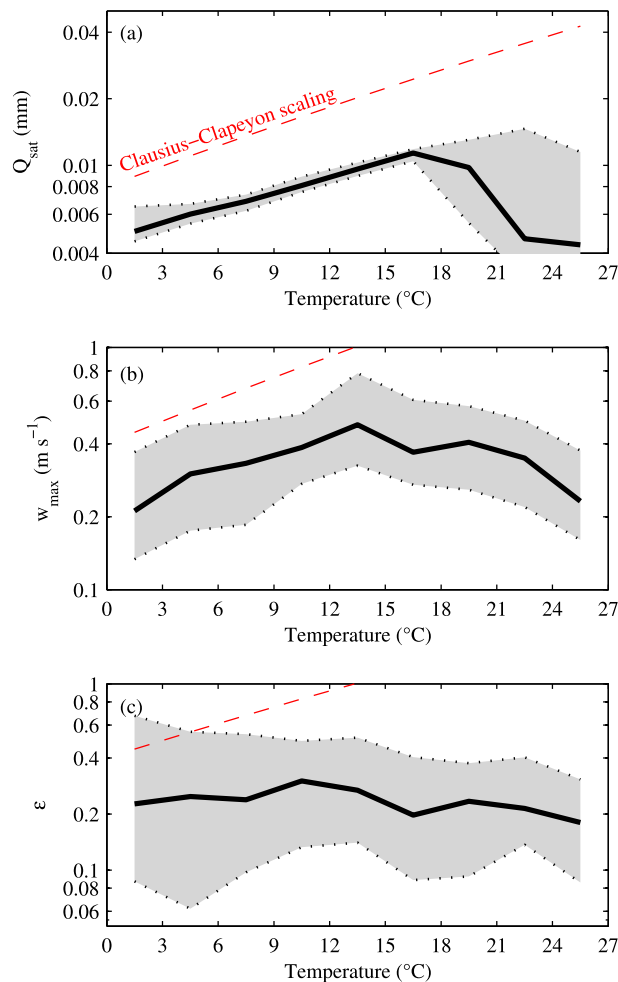 (a)
0.04
0.02
0.01
0.008
0.006
0.004
Q_sat (mm)
Clausius−Clapeyron scaling
0 3 6 9 12 15 18 21 24 27
Temperature (°C)
(b)
1
0.8
0.6
0.4
0.2
0.1
w_max (m s⁻¹)
0 3 6 9 12 15 18 21 24 27
Temperature (°C)
(c)
1
0.8
0.6
0.4
0.2
0.1
0.08
0.06
ε
0 3 6 9 12 15 18 21 24 27
Temperature (°C)